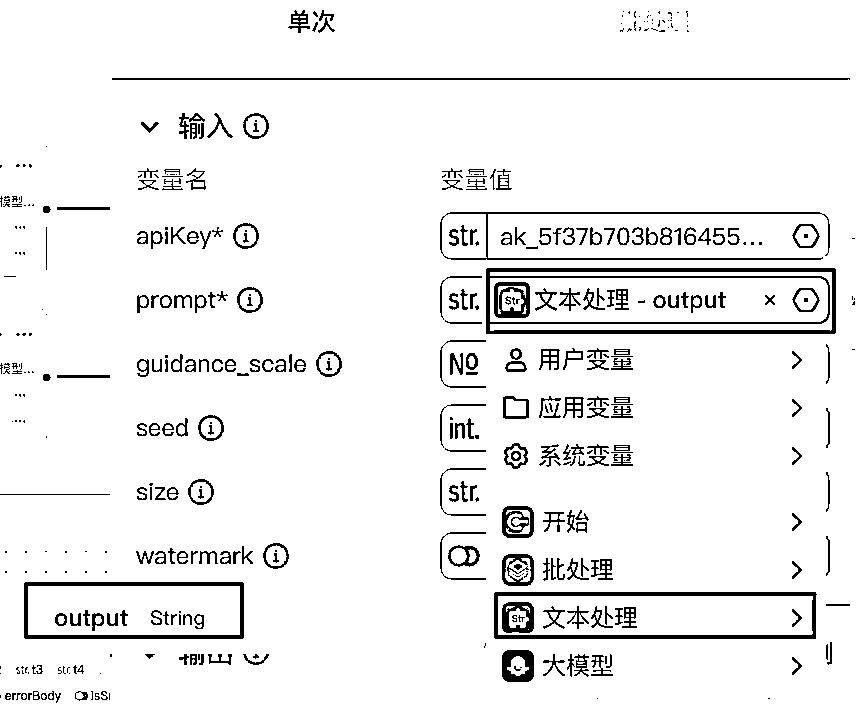 单次
输入
变量名 变量值
模型...
apiKey* str. ak_5f37b703b816455...
prompt* str. Str 文本处理 - output ×
模型...
guidance_scale №
用户变量
应用变量
seed int.
系统变量
size str.
开始
watermark
批处理
output String
Str 文本处理
输出
大模型
str.t3 str.t4
errorBody